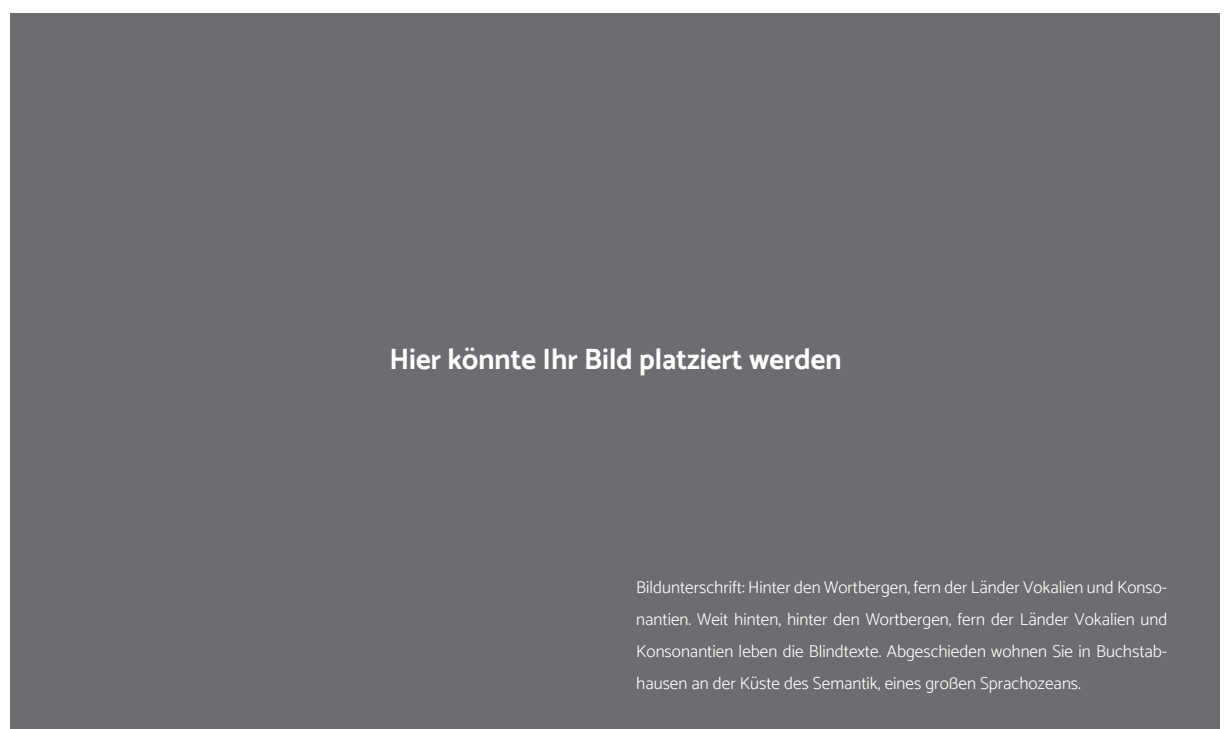 Hier könnte Ihr Bild platziert werden
Bildunterschrift: Hinter den Wortbergen, fern der Länder Vokalien und Konso-
nantien. Weit hinten, hinter den Wortbergen, fern der Länder Vokalien und
Konsonantien leben die Blindtexte. Abgeschieden wohnen Sie in Buchstab-
hausen an der Küste des Semantik, eines großen Sprachozeans.